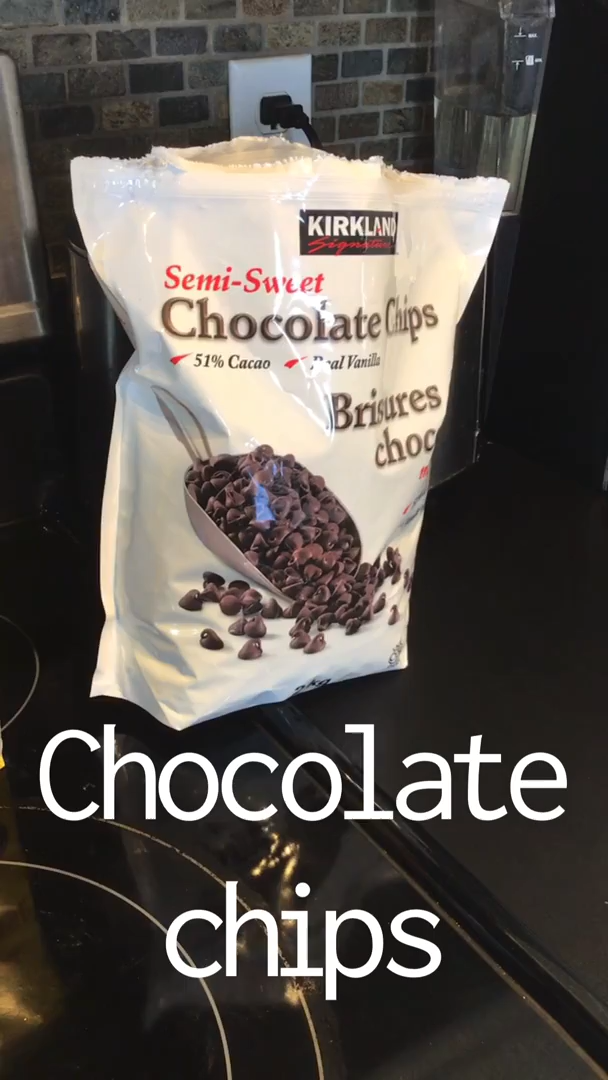 KIRKLAND
Signature
Semi-Sweet
Chocolate Chips
51% Cacao Real Vanilla
Brisures
choc
Chocolate
chips